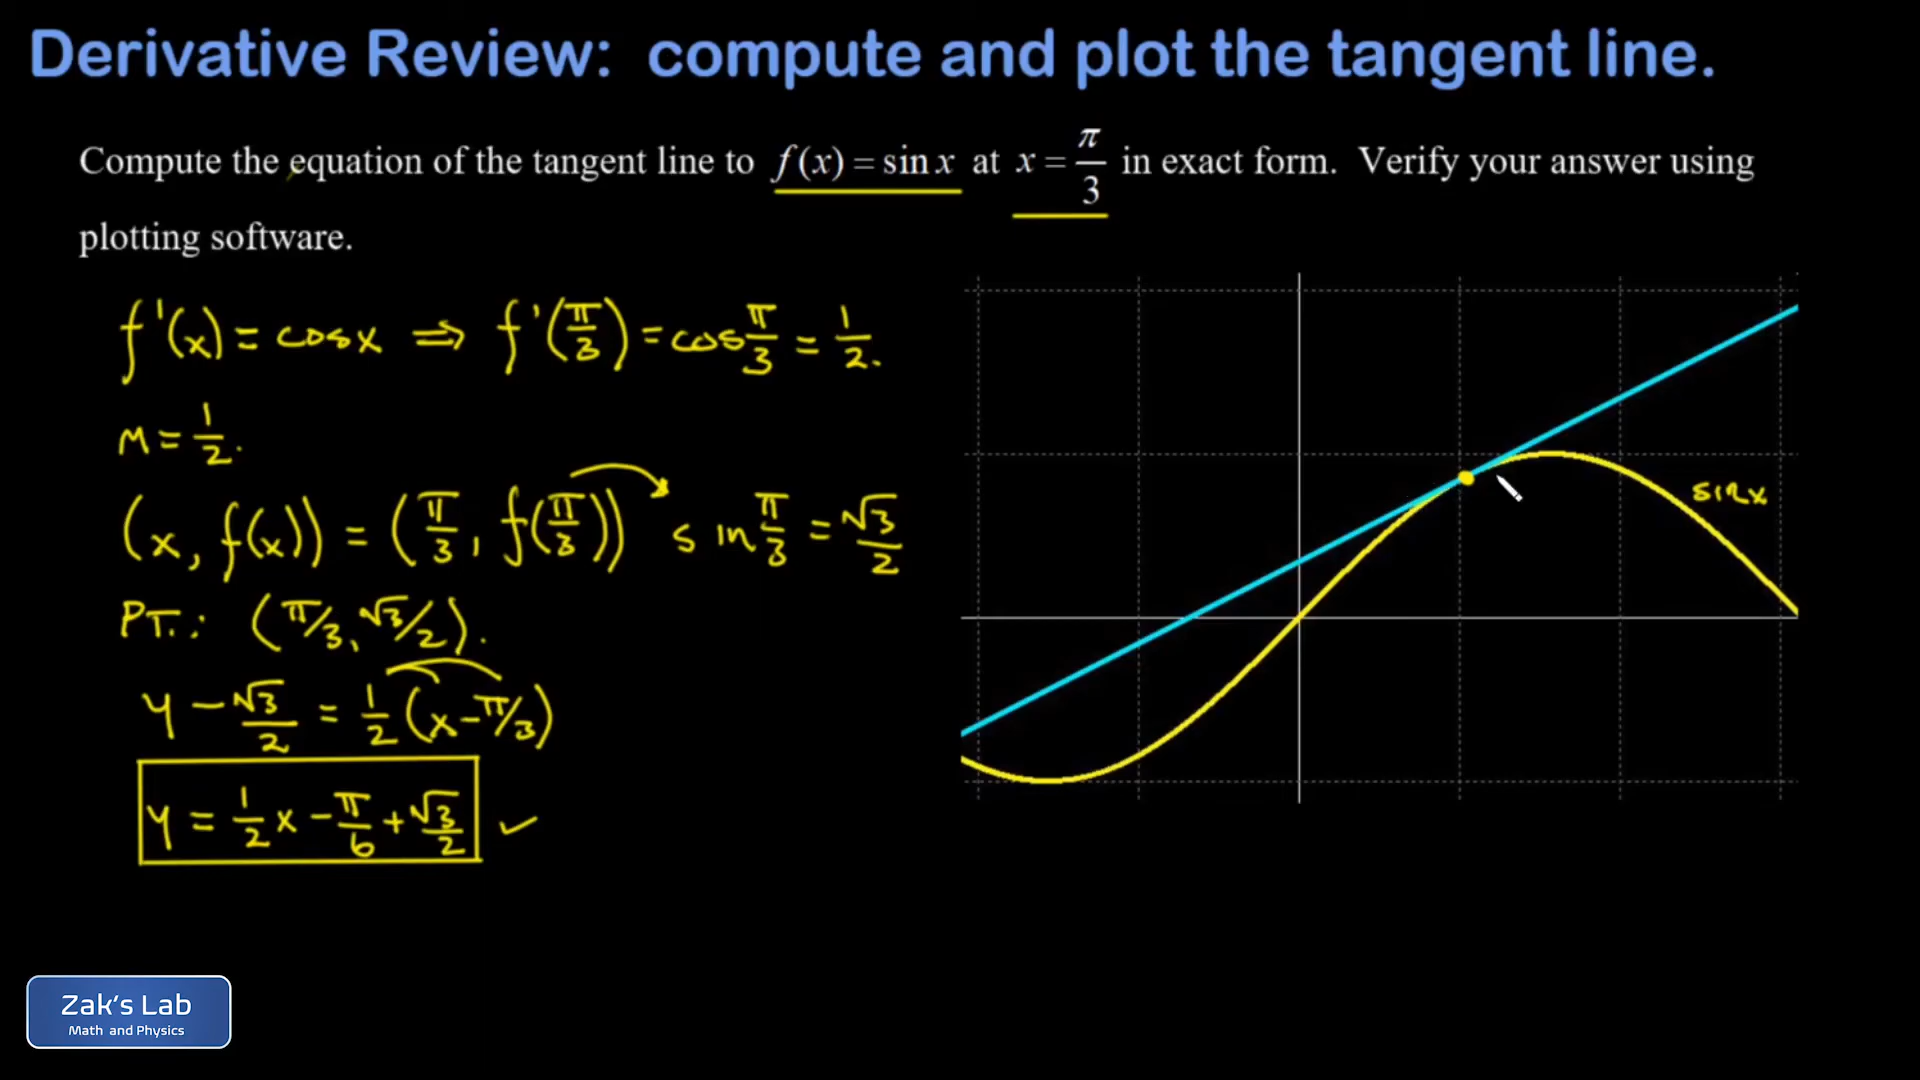 Derivative Review: compute and plot the tangent line.
Compute the equation of the tangent line to f(x) = sin x at x = π/3 in exact form. Verify your answer using
plotting software.
f'(x) = cosx ⇒ f'(π/3) = cos π/3 = 1/2.
M = 1/2.
(x, f(x)) = (π/3, f(π/3)) sin π/3 = √3/2
PT.: (π/3, √3/2).
y - √3/2 = 1/2 (x - π/3)
y = 1/2 x - π/6 + √3/2 ✓
sin x
Zak's Lab
Math and Physics